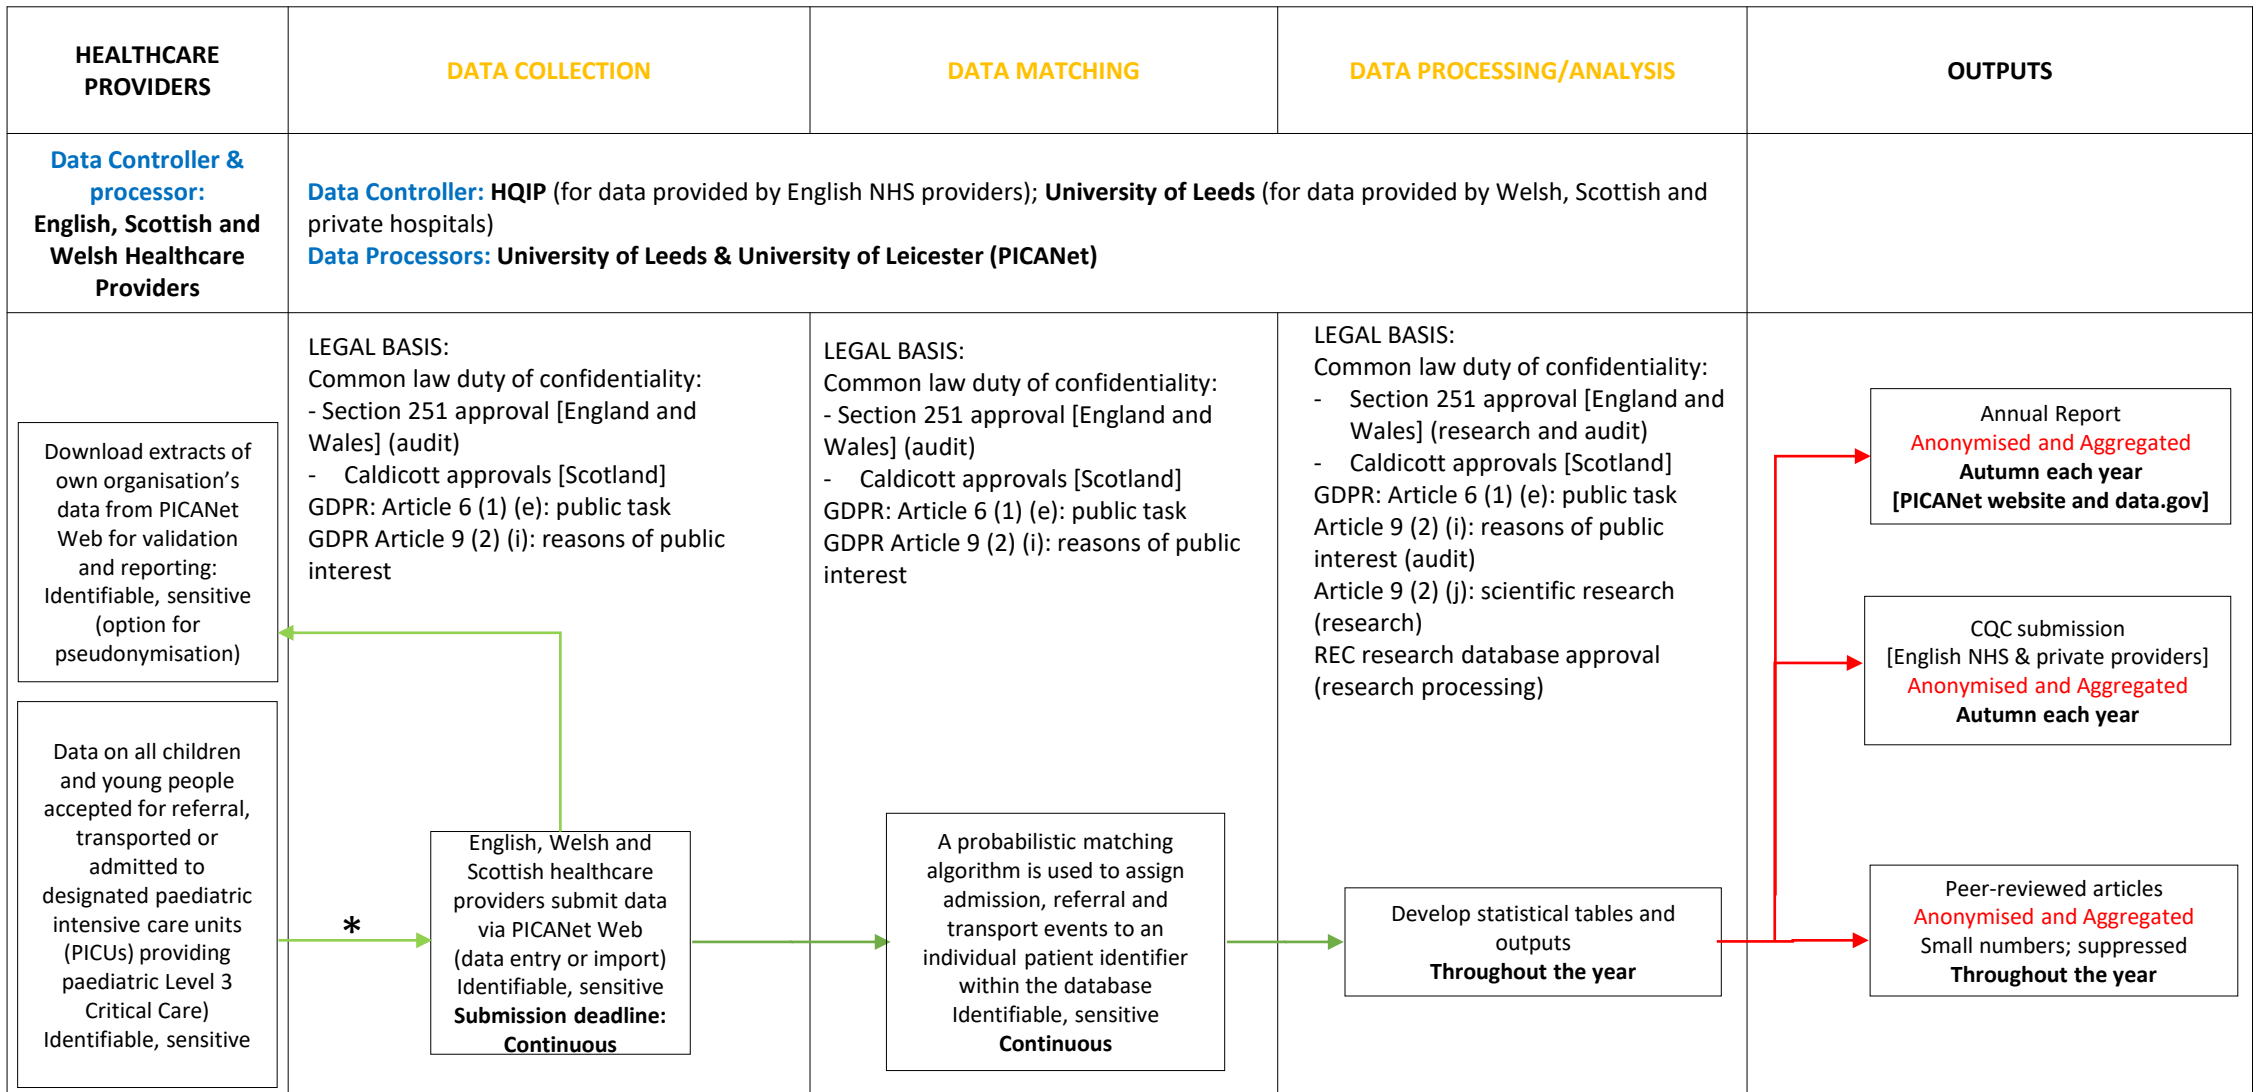 HEALTHCARE
PROVIDERS
DATA COLLECTION
DATA MATCHING
DATA PROCESSING/ANALYSIS
OUTPUTS
Data Controller &
processor:
English, Scottish and
Welsh Healthcare
Providers
Data Controller: HQIP (for data provided by English NHS providers); University of Leeds (for data provided by Welsh, Scottish and
private hospitals)
Data Processors: University of Leeds & University of Leicester (PICANet)
Download extracts of
own organisation’s
data from PICANet
Web for validation
and reporting:
Identifiable, sensitive
(option for
pseudonymisation)
Data on all children
and young people
accepted for referral,
transported or
admitted to
designated paediatric
intensive care units
(PICUs) providing
paediatric Level 3
Critical Care)
Identifiable, sensitive
*
LEGAL BASIS:
Common law duty of confidentiality:
- Section 251 approval [England and
Wales] (audit)
- Caldicott approvals [Scotland]
GDPR: Article 6 (1) (e): public task
GDPR Article 9 (2) (i): reasons of public
interest
English, Welsh and
Scottish healthcare
providers submit data
via PICANet Web
(data entry or import)
Identifiable, sensitive
Submission deadline:
Continuous
LEGAL BASIS:
Common law duty of confidentiality:
- Section 251 approval [England and
Wales] (audit)
- Caldicott approvals [Scotland]
GDPR: Article 6 (1) (e): public task
GDPR Article 9 (2) (i): reasons of public
interest
A probabilistic matching
algorithm is used to assign
admission, referral and
transport events to an
individual patient identifier
within the database
Identifiable, sensitive
Continuous
LEGAL BASIS:
Common law duty of confidentiality:
- Section 251 approval [England and
Wales] (research and audit)
- Caldicott approvals [Scotland]
GDPR: Article 6 (1) (e): public task
Article 9 (2) (i): reasons of public
interest (audit)
Article 9 (2) (j): scientific research
(research)
REC research database approval
(research processing)
Develop statistical tables and
outputs
Throughout the year
Annual Report
Anonymised and Aggregated
Autumn each year
[PICANet website and data.gov]
CQC submission
[English NHS & private providers]
Anonymised and Aggregated
Autumn each year
Peer-reviewed articles
Anonymised and Aggregated
Small numbers; suppressed
Throughout the year